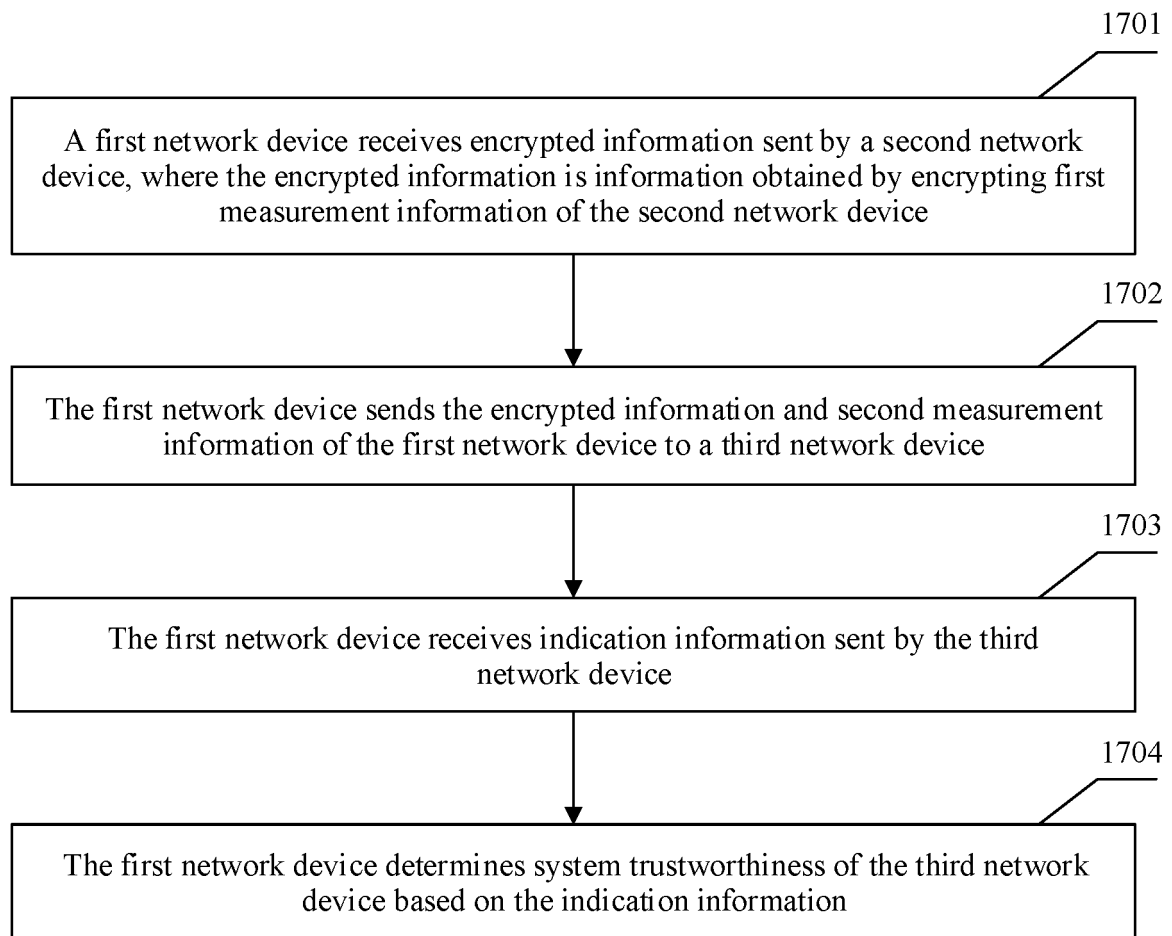 1701
A first network device receives encrypted information sent by a second network
device, where the encrypted information is information obtained by encrypting first
measurement information of the second network device
1702
The first network device sends the encrypted information and second measurement
information of the first network device to a third network device
1703
The first network device receives indication information sent by the third
network device
1704
The first network device determines system trustworthiness of the third network
device based on the indication information